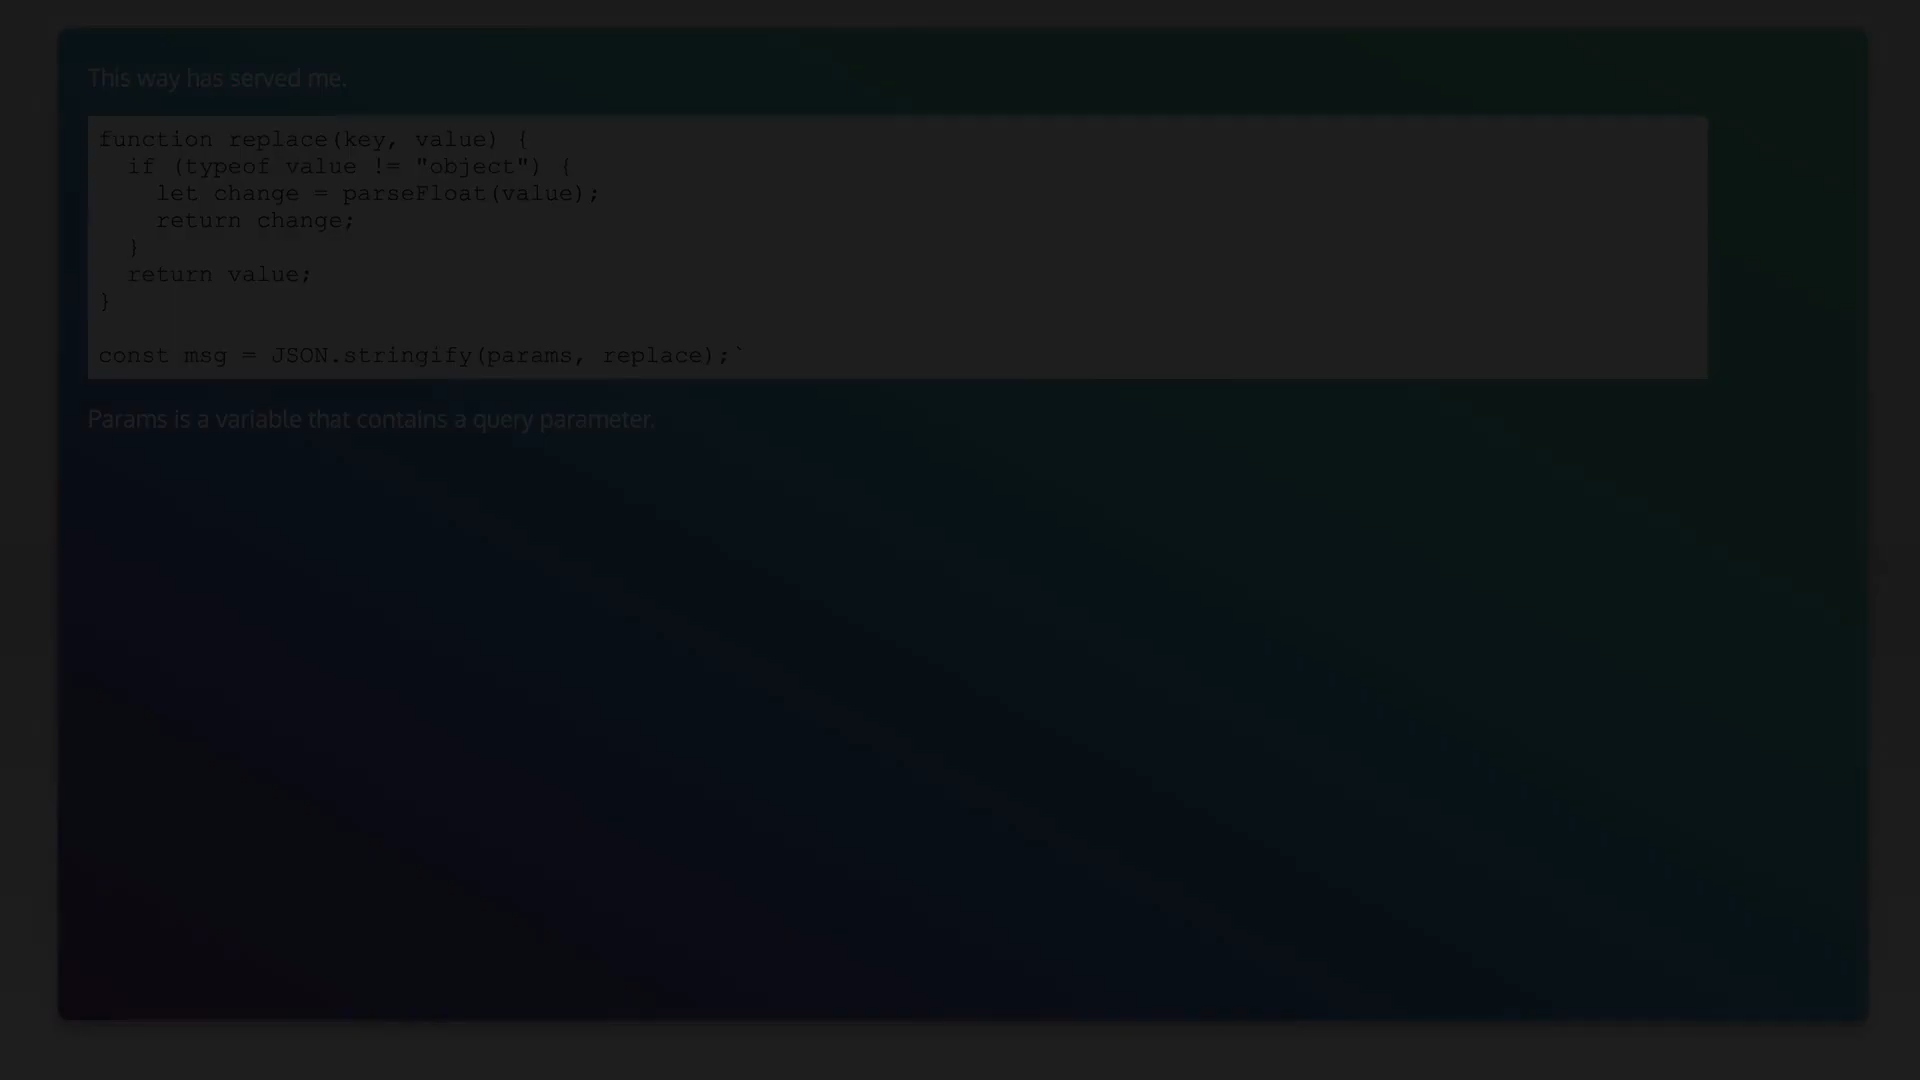 This way has served me.
function replace(key, value) {
  if (typeof value != "object") {
    let change = parseFloat(value);
    return change;
  }
  return value;
}

const msg = JSON.stringify(params, replace);`
Params is a variable that contains a query parameter.